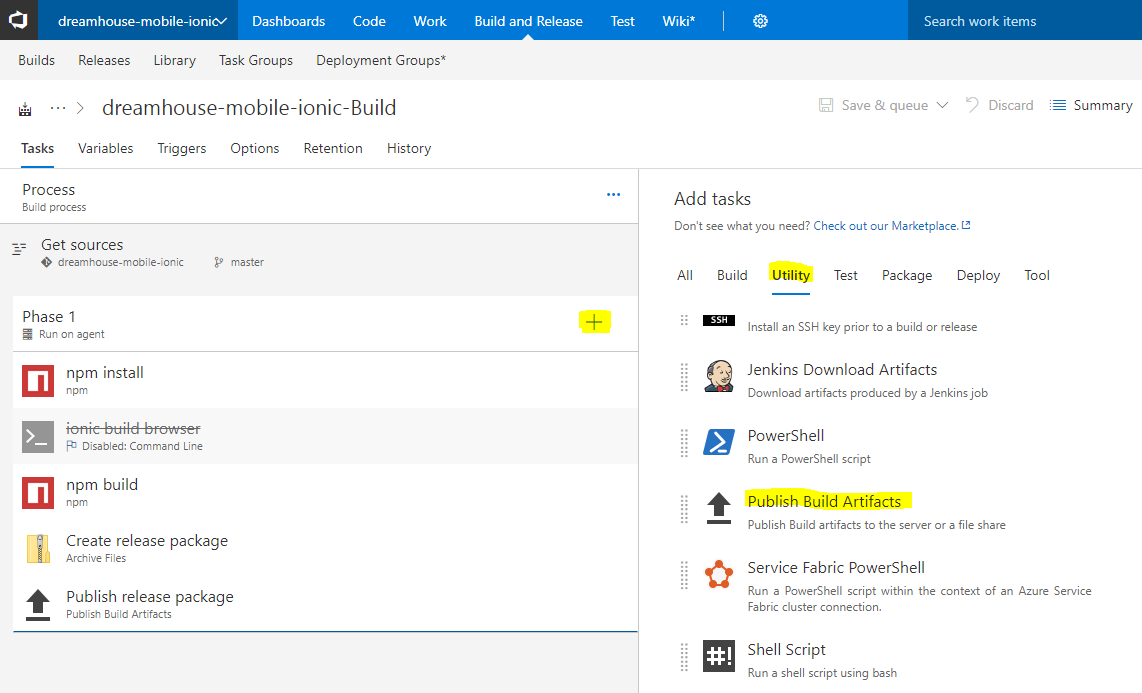 dreamhouse-mobile-ionic
Dashboards
Code
Work
Build and Release
Test
Wiki*
Search work items
Builds
Releases
Library
Task Groups
Deployment Groups*
... > dreamhouse-mobile-ionic-Build
Save & queue
Discard
Summary
Tasks
Variables
Triggers
Options
Retention
History
Process
Build process
...
Get sources
dreamhouse-mobile-ionic
master
Phase 1
Run on agent
+
npm install
npm
ionic build browser
Disabled: Command Line
npm build
npm
Create release package
Archive Files
Publish release package
Publish Build Artifacts
Add tasks
Don't see what you need? Check out our Marketplace.
All
Build
Utility
Test
Package
Deploy
Tool
SSH
Install an SSH key prior to a build or release
Jenkins Download Artifacts
Download artifacts produced by a Jenkins job
PowerShell
Run a PowerShell script
Publish Build Artifacts
Publish Build artifacts to the server or a file share
Service Fabric PowerShell
Run a PowerShell script within the context of an Azure Service
Fabric cluster connection.
#!
Shell Script
Run a shell script using bash